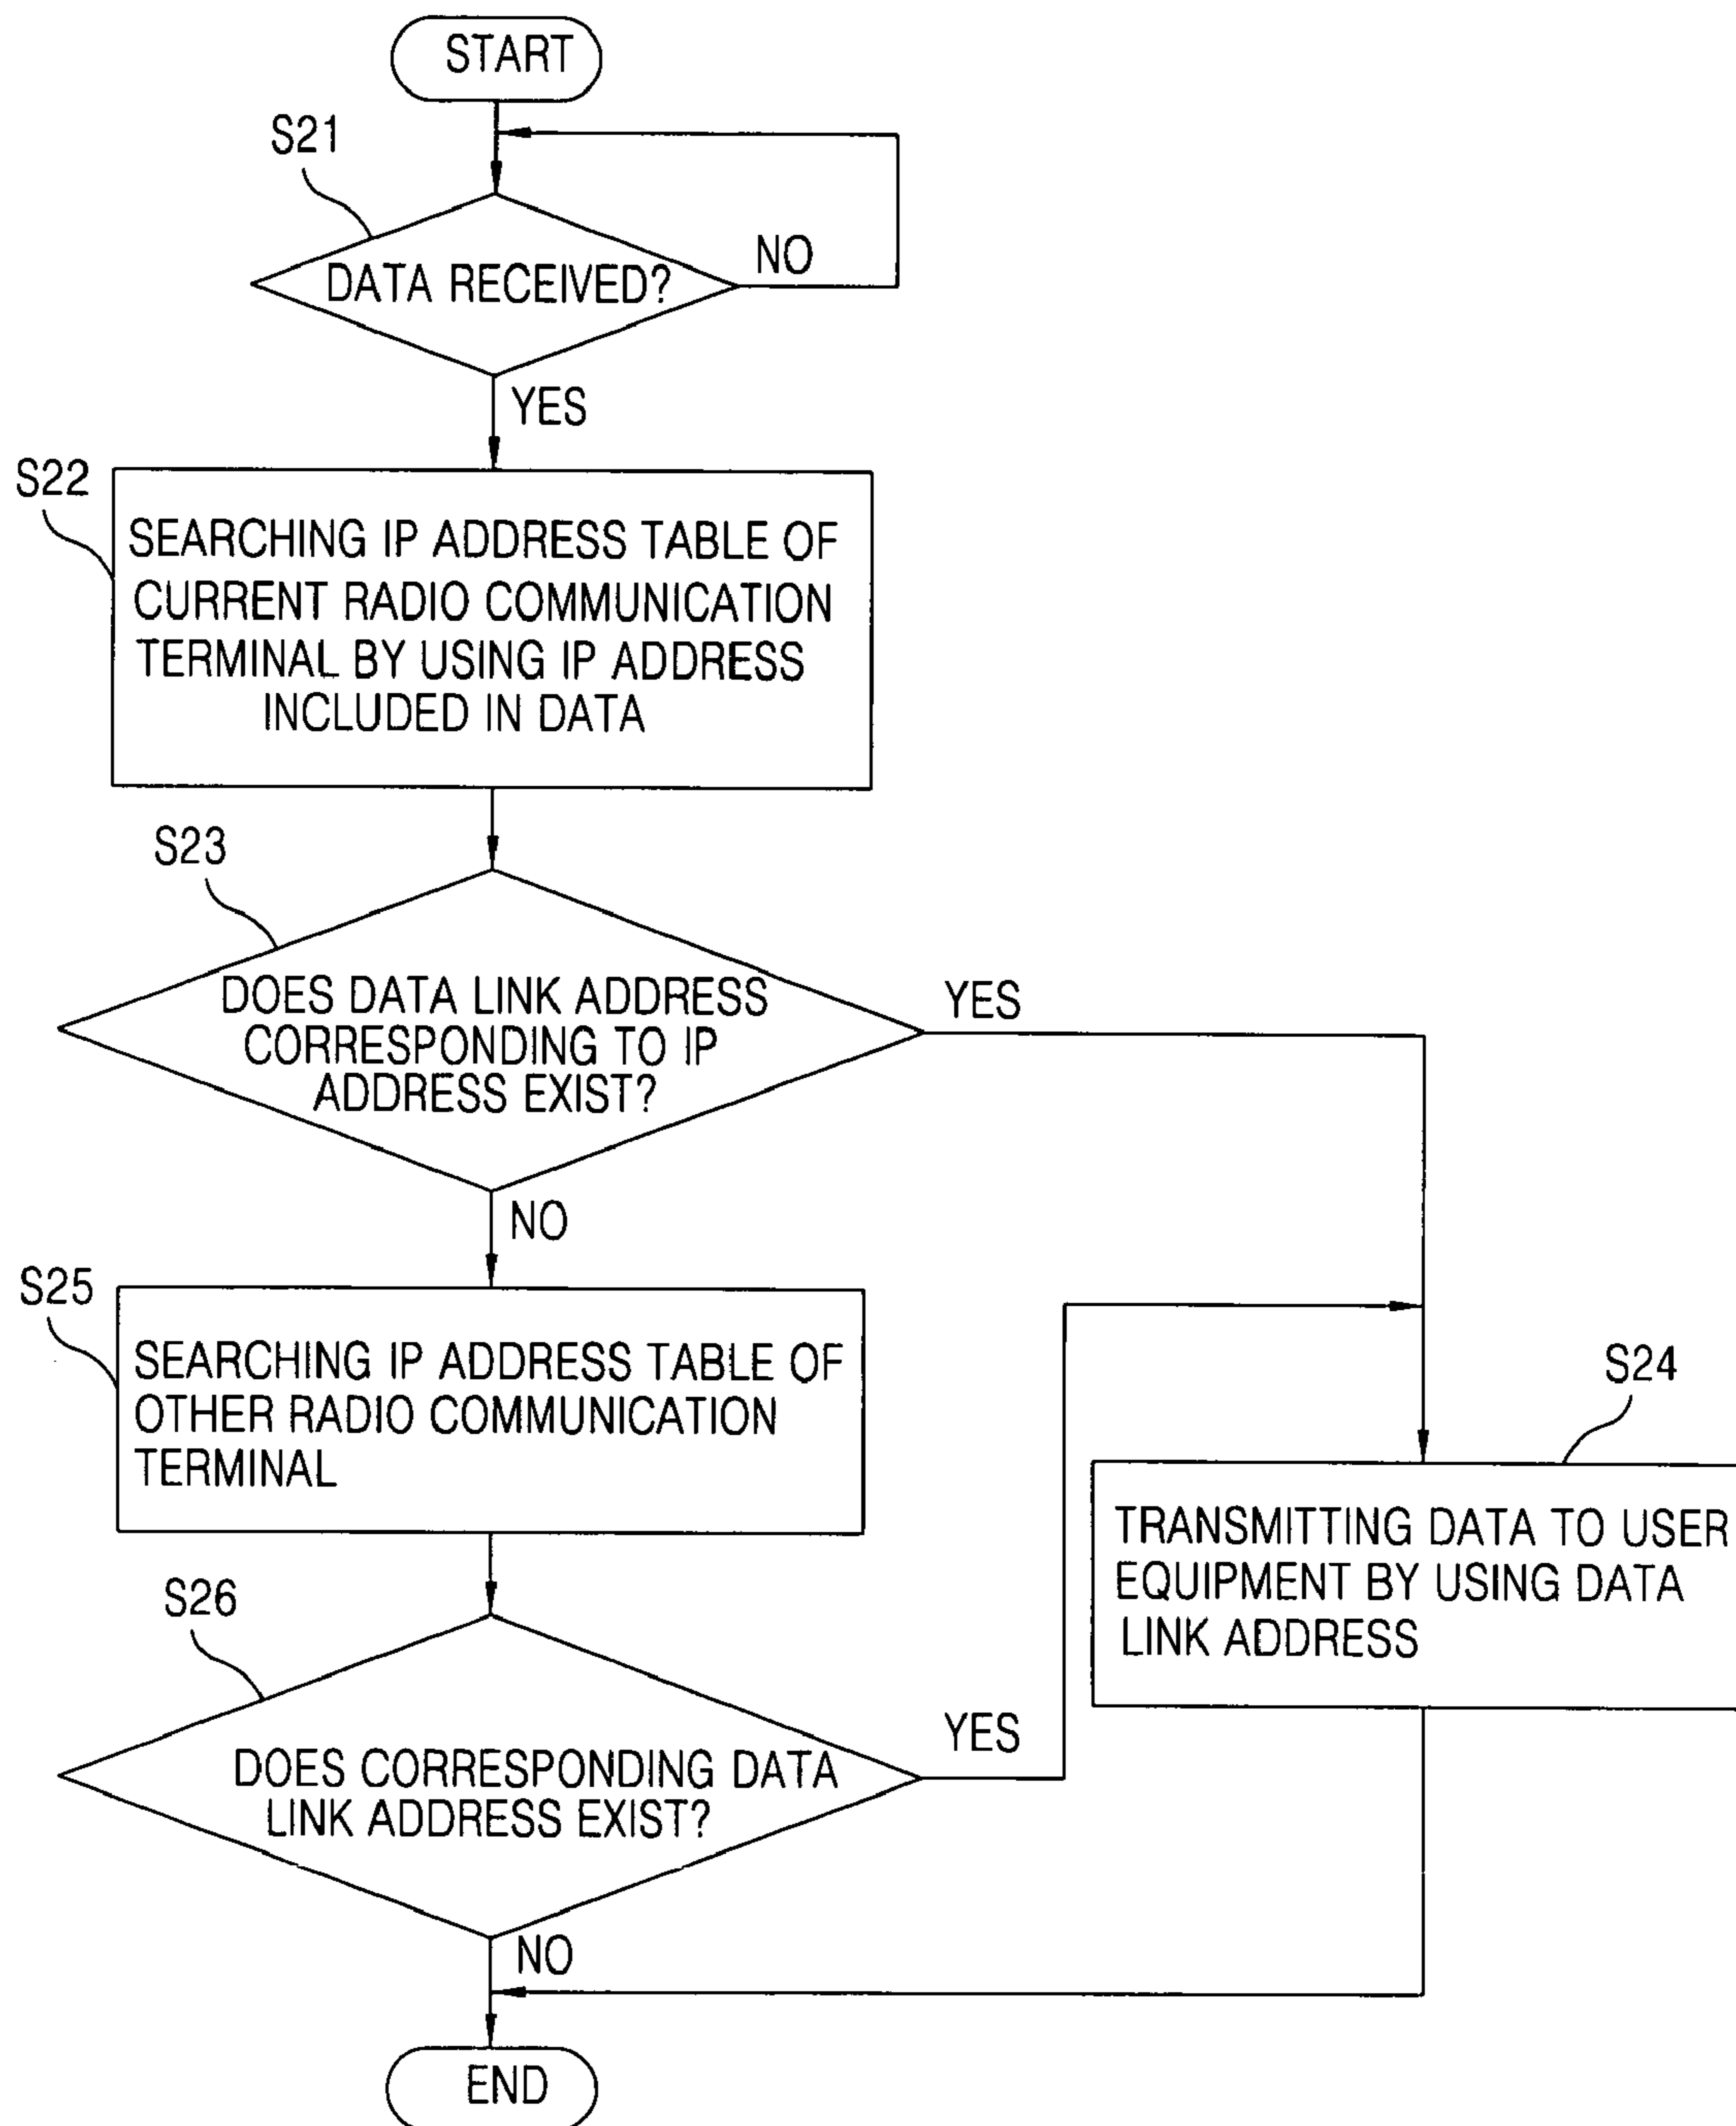 START
S21
DATA RECEIVED?
NO
YES
S22
SEARCHING IP ADDRESS TABLE OF
CURRENT RADIO COMMUNICATION
TERMINAL BY USING IP ADDRESS
INCLUDED IN DATA
S23
DOES DATA LINK ADDRESS
CORRESPONDING TO IP
ADDRESS EXIST?
YES
NO
S25
SEARCHING IP ADDRESS TABLE OF
OTHER RADIO COMMUNICATION
TERMINAL
S24
TRANSMITTING DATA TO USER
EQUIPMENT BY USING DATA
LINK ADDRESS
S26
DOES CORRESPONDING DATA
LINK ADDRESS EXIST?
YES
NO
END